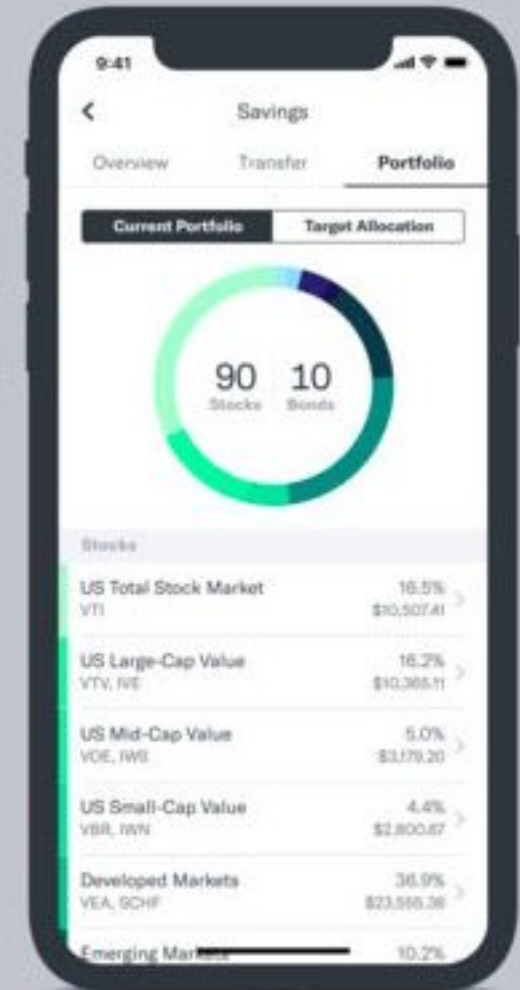 9:41
Savings
Overview Transfer Portfolio
Current Portfolio Target Allocation
90 10
Stocks Bonds
Stocks
US Total Stock Market 16.5%
VTI $10,507.41
US Large-Cap Value 16.2%
VTV, IVE $10,365.11
US Mid-Cap Value 5.0%
VOE, IWS $3,179.20
US Small-Cap Value 4.4%
VBR, IWN $2,800.67
Developed Markets 36.9%
VEA, SCHF
Emerging Markets 10.2%